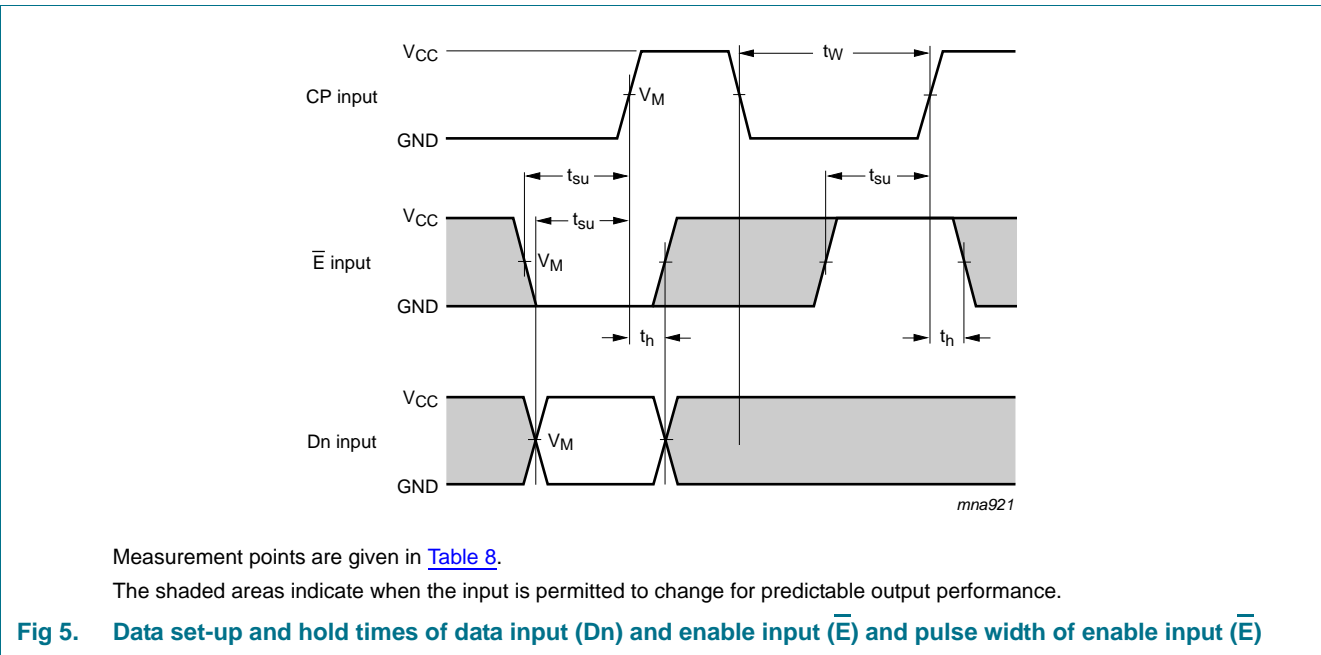 VCC
tW
CP input
VM
GND
tsu
tsu
VCC
tsu
E̅ input
VM
GND
th
th
VCC
Dn input
VM
GND
mna921
Measurement points are given in Table 8.
The shaded areas indicate when the input is permitted to change for predictable output performance.
Fig 5. Data set-up and hold times of data input (Dn) and enable input (E̅) and pulse width of enable input (E̅)